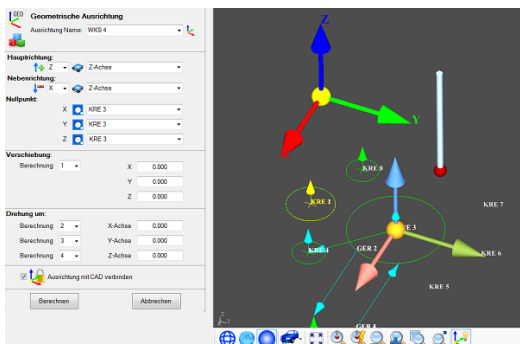 GEO Geometrische Ausrichtung
Ausrichtung Name: WKS 4
Hauptrichtung:
Z Z-Achse
Nebenrichtung:
X Z-Achse
Nullpunkt:
X KRE 3
Y KRE 3
Z KRE 3
Verschiebung:
Berechnung 1 X 0.000
Y 0.000
Z 0.000
Drehung um:
Berechnung 2 X-Achse 0.000
Berechnung 3 Y-Achse 0.000
Berechnung 4 Z-Achse 0.000
Ausrichtung mit CAD verbinden
Berechnen Abbrechen
Z
Y
KRE 8
KRE 7
E 3
GER 2
KRE 6
KRE 5